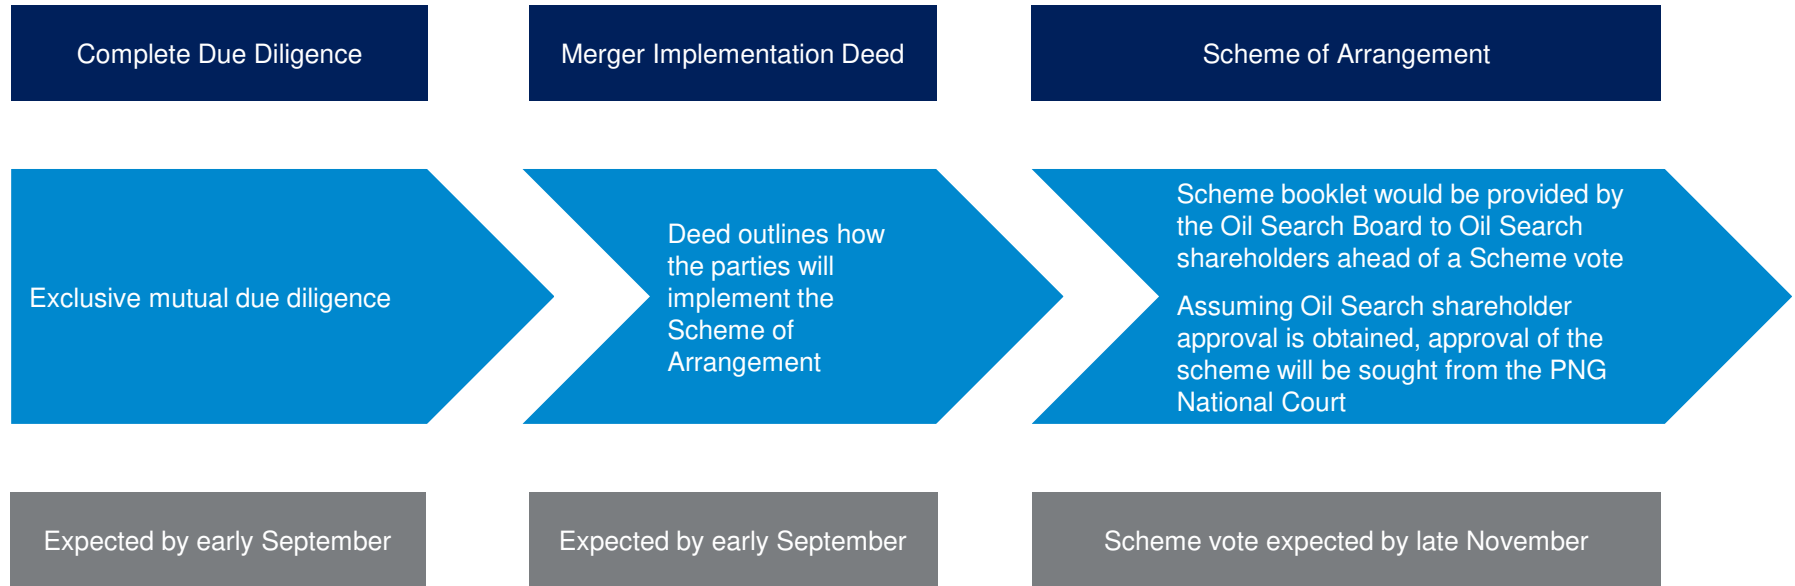 Complete Due Diligence
Merger Implementation Deed
Scheme of Arrangement
Exclusive mutual due diligence
Deed outlines how
the parties will
implement the
Scheme of
Arrangement
Scheme booklet would be provided by
the Oil Search Board to Oil Search
shareholders ahead of a Scheme vote
Assuming Oil Search shareholder
approval is obtained, approval of the
scheme will be sought from the PNG
National Court
Expected by early September
Expected by early September
Scheme vote expected by late November